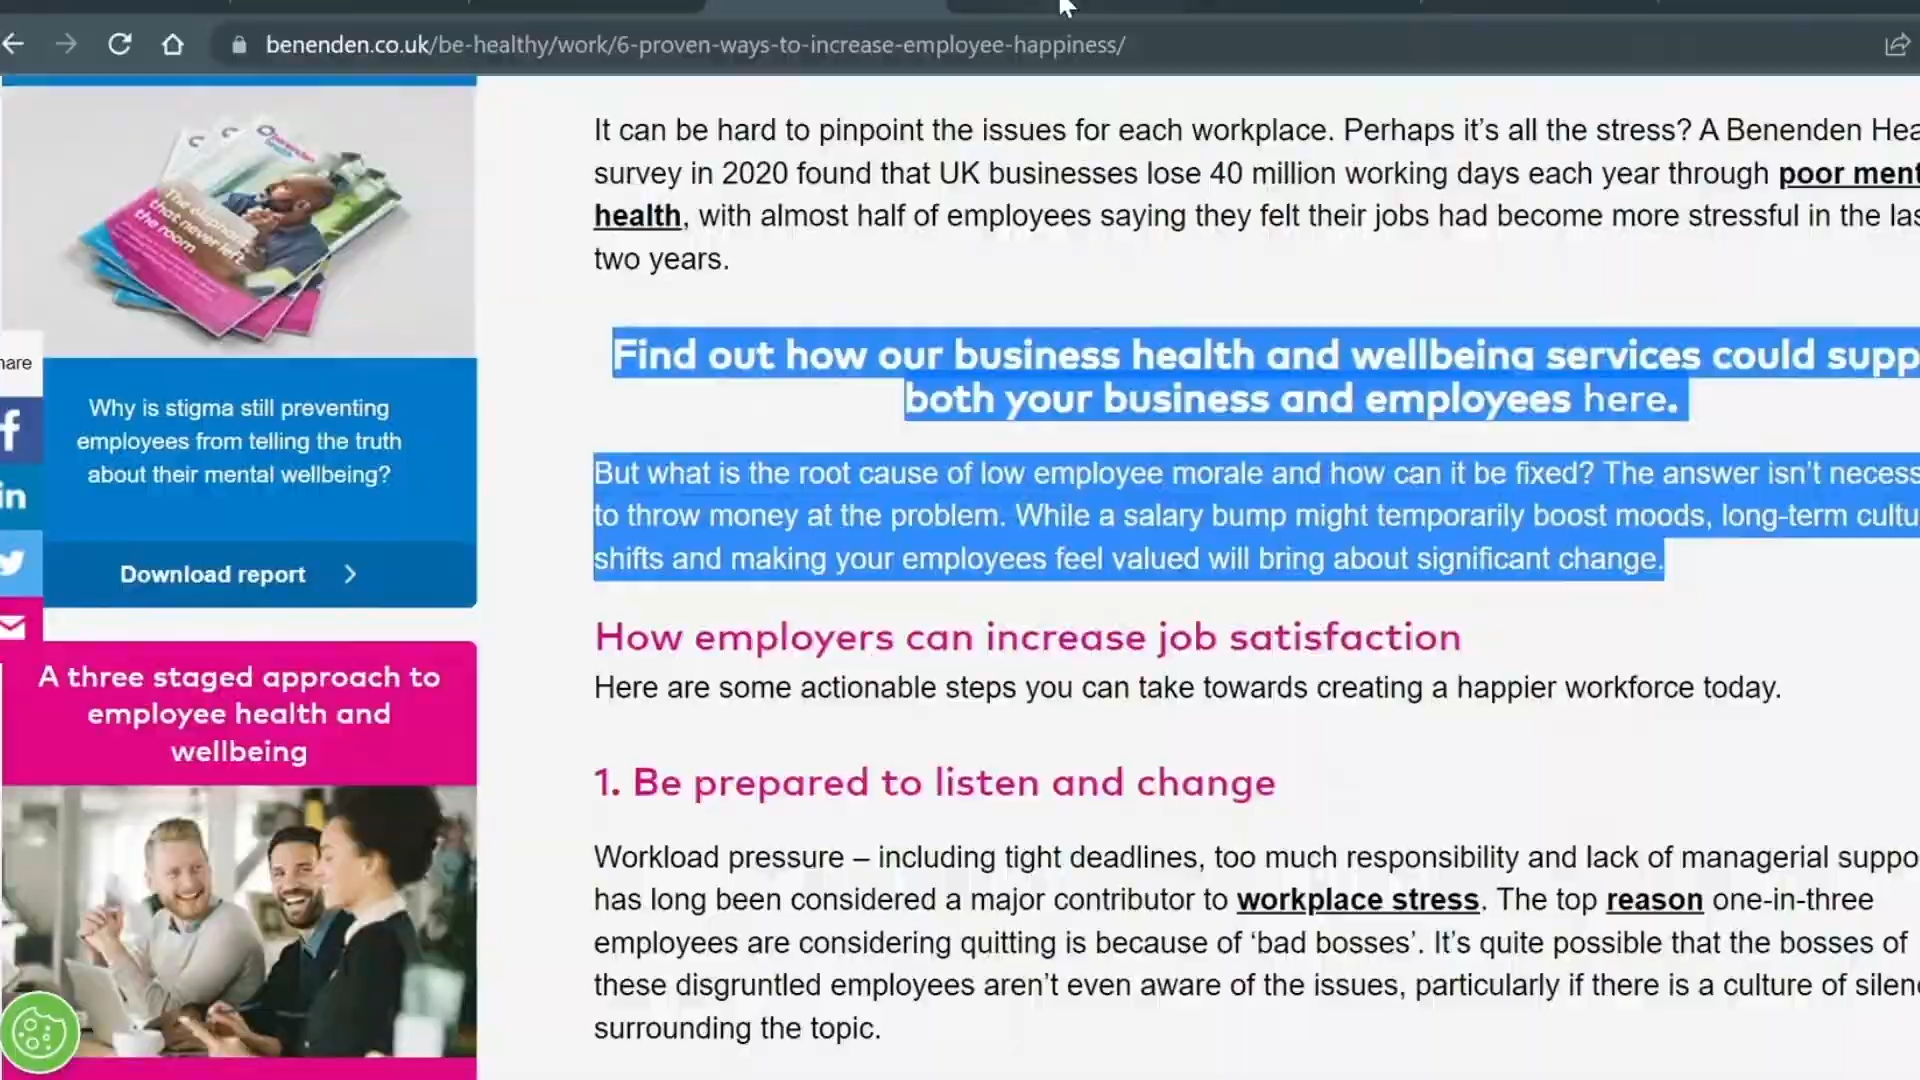 benenden.co.uk/be-healthy/work/6-proven-ways-to-increase-employee-happiness/
benenden
health
The elephant
that never left
the room
Why is stigma still preventing
employees from telling the truth
about their mental wellbeing?
Download report
A three staged approach to
employee health and
wellbeing
hare
It can be hard to pinpoint the issues for each workplace. Perhaps it’s all the stress? A Benenden Hea
survey in 2020 found that UK businesses lose 40 million working days each year through poor ment
health, with almost half of employees saying they felt their jobs had become more stressful in the las
two years.
Find out how our business health and wellbeing services could supp
both your business and employees here.
But what is the root cause of low employee morale and how can it be fixed? The answer isn’t necess
to throw money at the problem. While a salary bump might temporarily boost moods, long-term cultu
shifts and making your employees feel valued will bring about significant change.
How employers can increase job satisfaction
Here are some actionable steps you can take towards creating a happier workforce today.
1. Be prepared to listen and change
Workload pressure – including tight deadlines, too much responsibility and lack of managerial suppo
has long been considered a major contributor to workplace stress. The top reason one-in-three
employees are considering quitting is because of ‘bad bosses’. It’s quite possible that the bosses of
these disgruntled employees aren’t even aware of the issues, particularly if there is a culture of silenc
surrounding the topic.